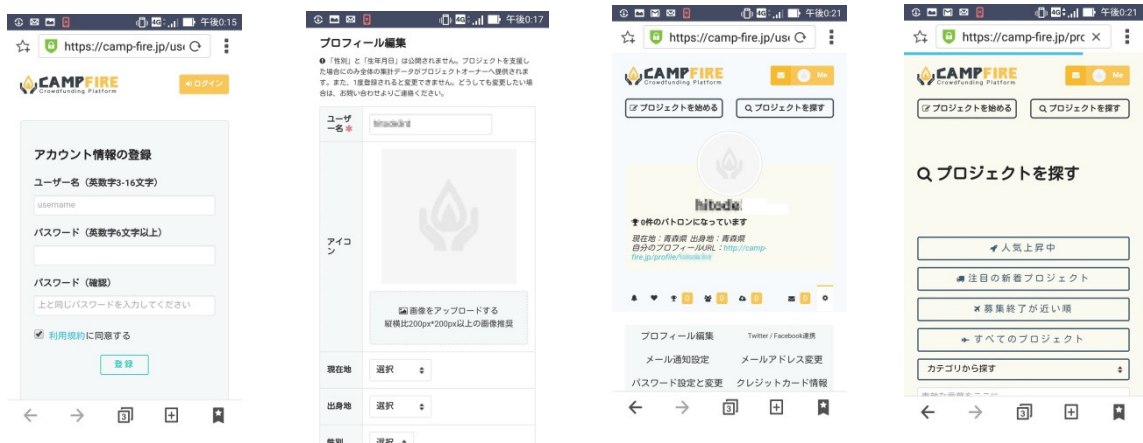 午後0:15
https://camp-fire.jp/use
CAMPFIRE
Crowdfunding Platform
ログイン
アカウント情報の登録
ユーザー名（英数字3-16文字）
username
パスワード（英数字6文字以上）
パスワード（確認）
上と同じパスワードを入力してください
利用規約に同意する
登録
3
4G
午後0:17
プロフィール編集
「性別」と「生年月日」は公開されません。プロジェクトを支援し
た場合にのみ全体の集計データがプロジェクトオーナーへ提供されま
す。また、1度登録されると変更できません。どうしても変更したい場
合は、お問い合わせよりご連絡ください。
ユーザ
ー名＊
アイコ
ン
画像をアップロードする
縦横比200px*200px以上の画像推奨
現在地
選択
出身地
選択
性別
選択
4G
午後0:21
https://camp-fire.jp/use
CAMPFIRE
Crowdfunding Platform
Me
プロジェクトを始める
プロジェクトを探す
hitode
0件のパトロンになっています
現在地：青森県 出身地：青森県
自分のプロフィールURL：http://camp-
fire.jp/profile/
0
0
0
0
プロフィール編集
Twitter / Facebook連携
メール通知設定
メールアドレス変更
パスワード設定と変更
クレジットカード情報
3
4G
午後0:21
https://camp-fire.jp/pro
CAMPFIRE
Crowdfunding Platform
Me
プロジェクトを始める
プロジェクトを探す
プロジェクトを探す
人気上昇中
注目の新着プロジェクト
募集終了が近い順
すべてのプロジェクト
カテゴリから探す
3